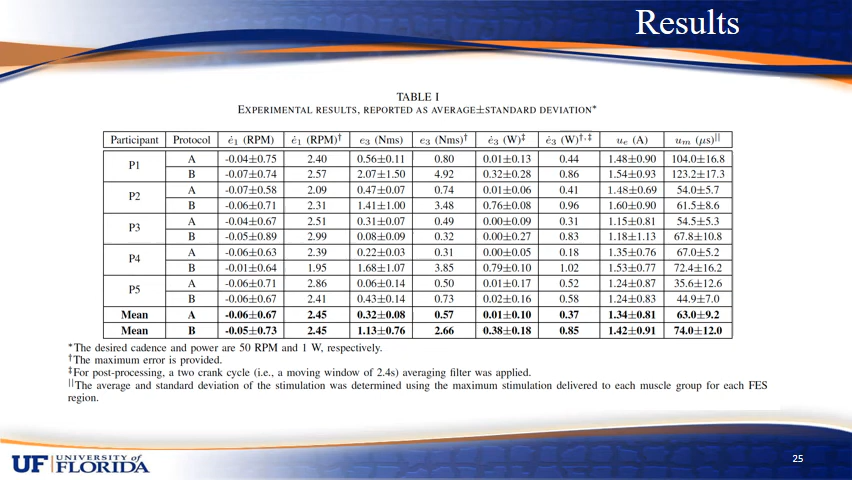 Results
TABLE I
EXPERIMENTAL RESULTS, REPORTED AS AVERAGE±STANDARD DEVIATION*
Participant Protocol ė₁ (RPM) ė₁ (RPM)† e₃ (Nms) e₃ (Nms)† ė₃ (W)‡ ė₃ (W)†,‡ uₑ (A) uₘ (μs)||
P1 A -0.04±0.75 2.40 0.56±0.11 0.80 0.01±0.13 0.44 1.48±0.90 104.0±16.8
B -0.07±0.74 2.57 2.07±1.50 4.92 0.32±0.28 0.86 1.54±0.93 123.2±17.3
P2 A -0.07±0.58 2.09 0.47±0.07 0.74 0.01±0.06 0.41 1.48±0.69 54.0±5.7
B -0.06±0.71 2.31 1.41±1.00 3.48 0.76±0.08 0.96 1.60±0.90 61.5±8.6
P3 A -0.04±0.67 2.51 0.31±0.07 0.49 0.00±0.09 0.31 1.15±0.81 54.5±5.3
B -0.05±0.89 2.99 0.08±0.09 0.32 0.00±0.27 0.83 1.18±1.13 67.8±10.8
P4 A -0.06±0.63 2.39 0.22±0.03 0.31 0.00±0.05 0.18 1.35±0.76 67.0±5.2
B -0.01±0.64 1.95 1.68±1.07 3.85 0.79±0.10 1.02 1.53±0.77 72.4±16.2
P5 A -0.06±0.71 2.86 0.06±0.14 0.50 0.01±0.17 0.52 1.24±0.87 35.6±12.6
B -0.06±0.67 2.41 0.43±0.14 0.73 0.02±0.16 0.58 1.24±0.83 44.9±7.0
Mean A -0.06±0.67 2.45 0.32±0.08 0.57 0.01±0.10 0.37 1.34±0.81 63.0±9.2
Mean B -0.05±0.73 2.45 1.13±0.76 2.66 0.38±0.18 0.85 1.42±0.91 74.0±12.0
*The desired cadence and power are 50 RPM and 1 W, respectively.
†The maximum error is provided.
‡For post-processing, a two crank cycle (i.e., a moving window of 2.4s) averaging filter was applied.
||The average and standard deviation of the stimulation was determined using the maximum stimulation delivered to each muscle group for each FES
region.
UF UNIVERSITY of
FLORIDA
25